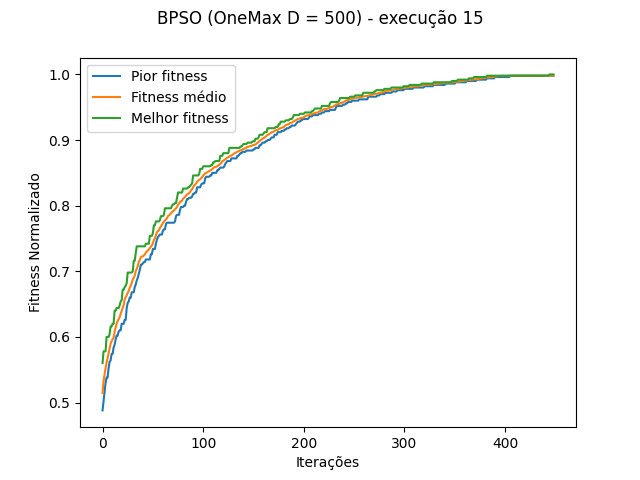 BPSO (OneMax D = 500) - execução 15
Pior fitness
Fitness médio
Melhor fitness
Fitness Normalizado
1.0
0.9
0.8
0.7
0.6
0.5
0
100
200
300
400
Iterações